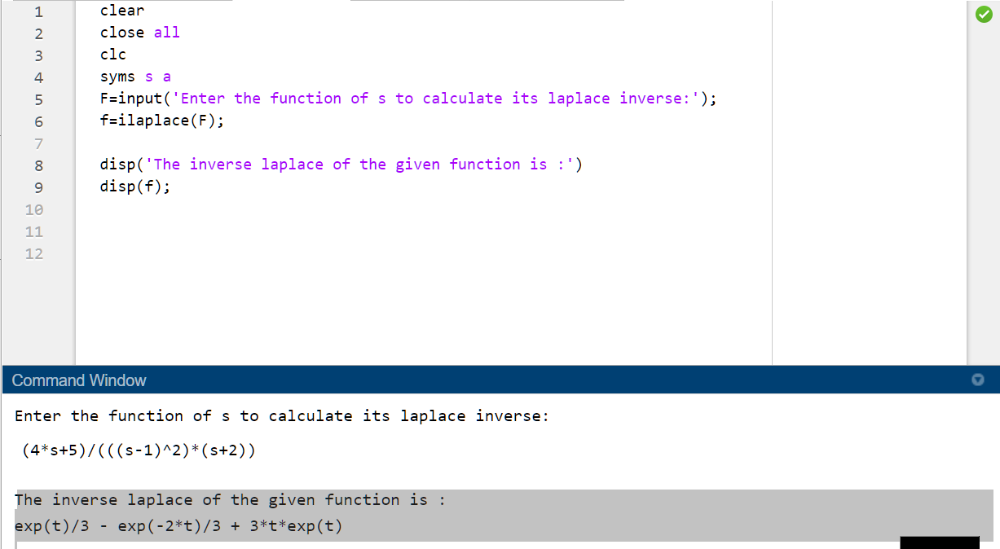 1 clear
2 close all
3 clc
4 syms s a
5 F=input('Enter the function of s to calculate its laplace inverse:');
6 f=ilaplace(F);
7
8 disp('The inverse laplace of the given function is :')
9 disp(f);
10
11
12
Command Window
Enter the function of s to calculate its laplace inverse:
(4*s+5)/(((s-1)^2)*(s+2))
The inverse laplace of the given function is :
exp(t)/3 - exp(-2*t)/3 + 3*t*exp(t)